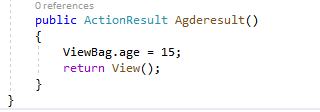 0 references
public ActionResult Agderesult()
{
ViewBag.age = 15;
return View();
}
}